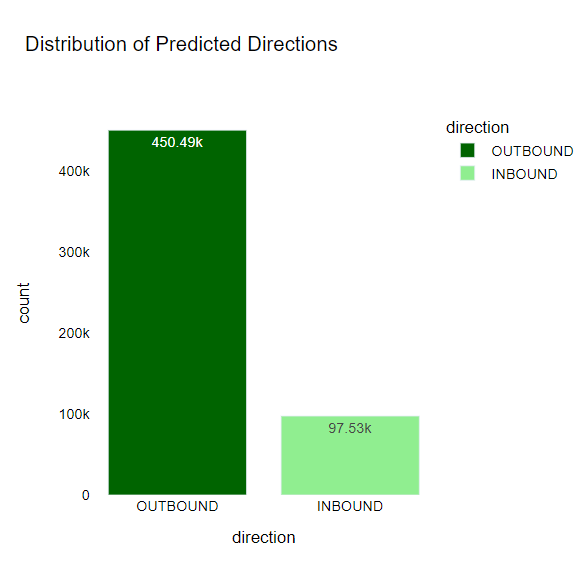 Distribution of Predicted Directions
direction
OUTBOUND
INBOUND
450.49k
97.53k
400k
300k
200k
100k
0
count
OUTBOUND
INBOUND
direction